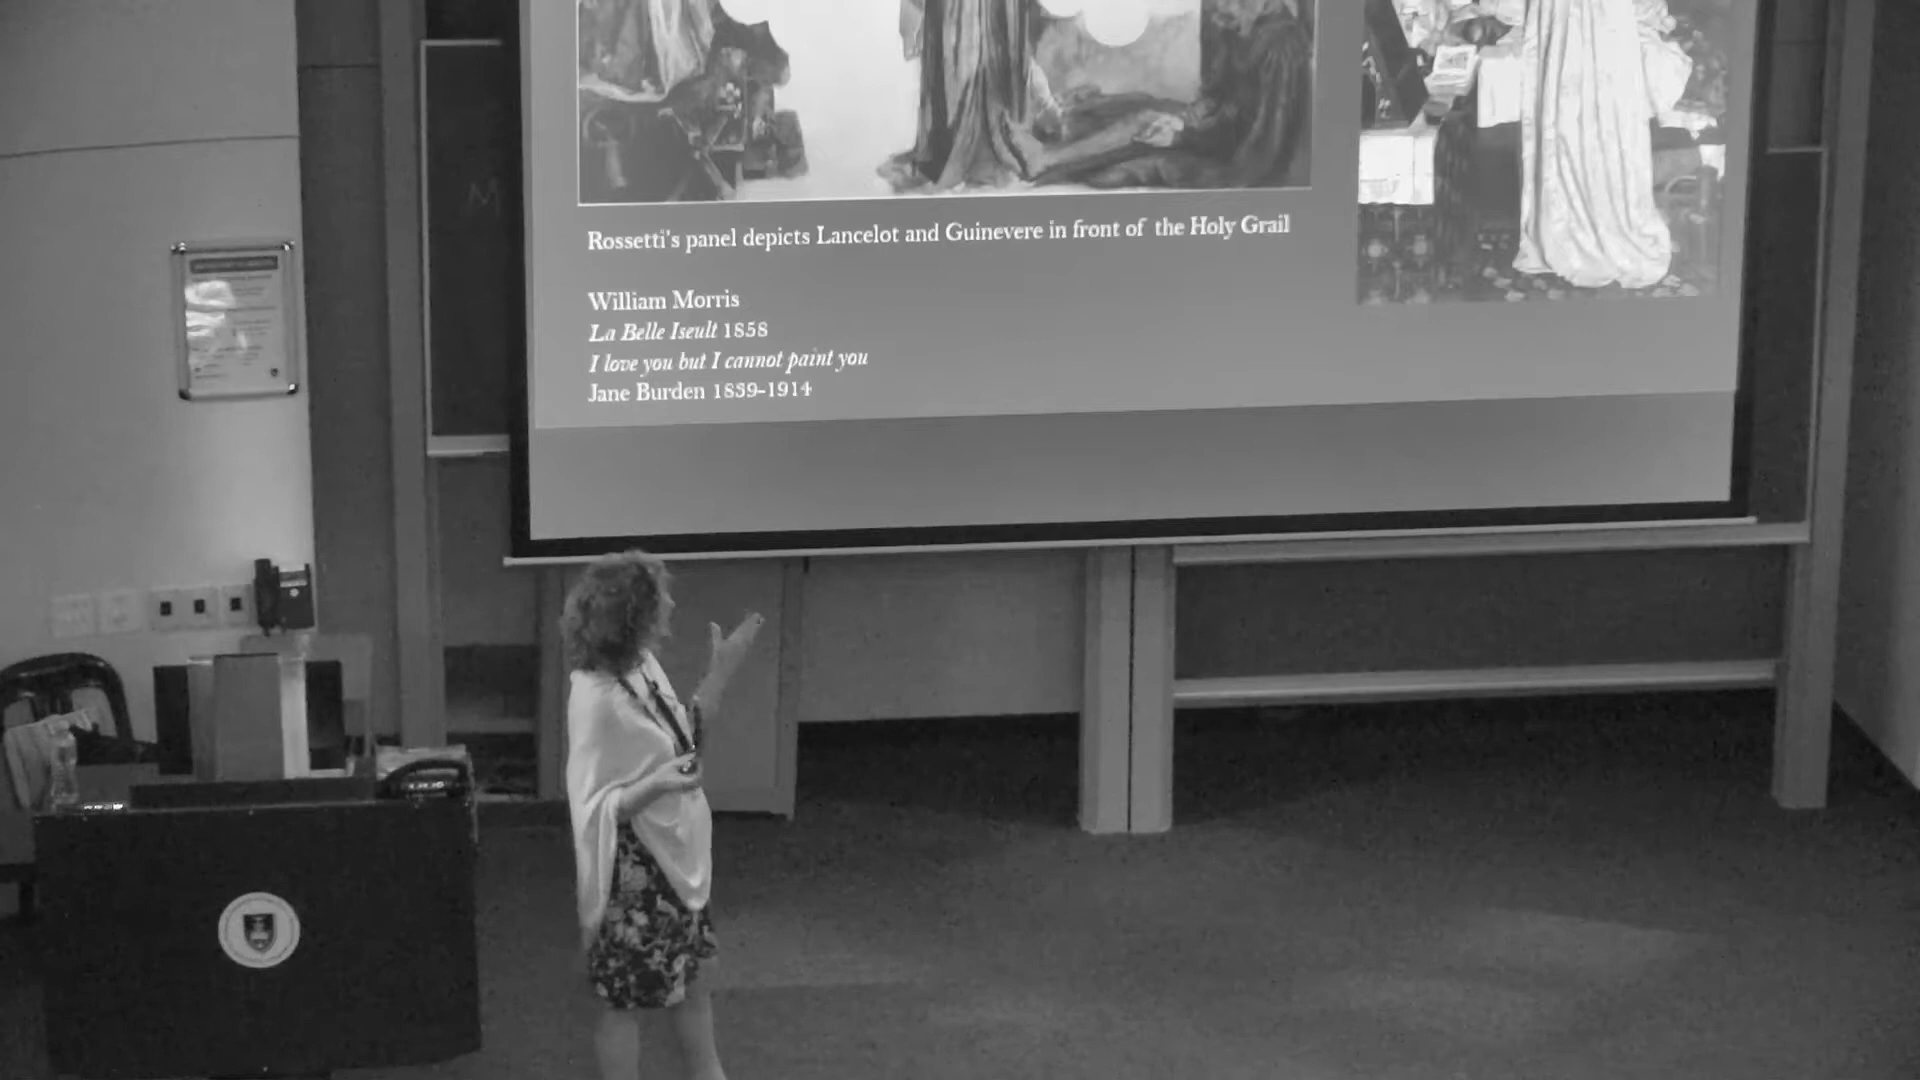 Rossetti's panel depicts Lancelot and Guinevere in front of the Holy Grail
William Morris
La Belle Iseult 1858
I love you but I cannot paint you
Jane Burden 1839-1914